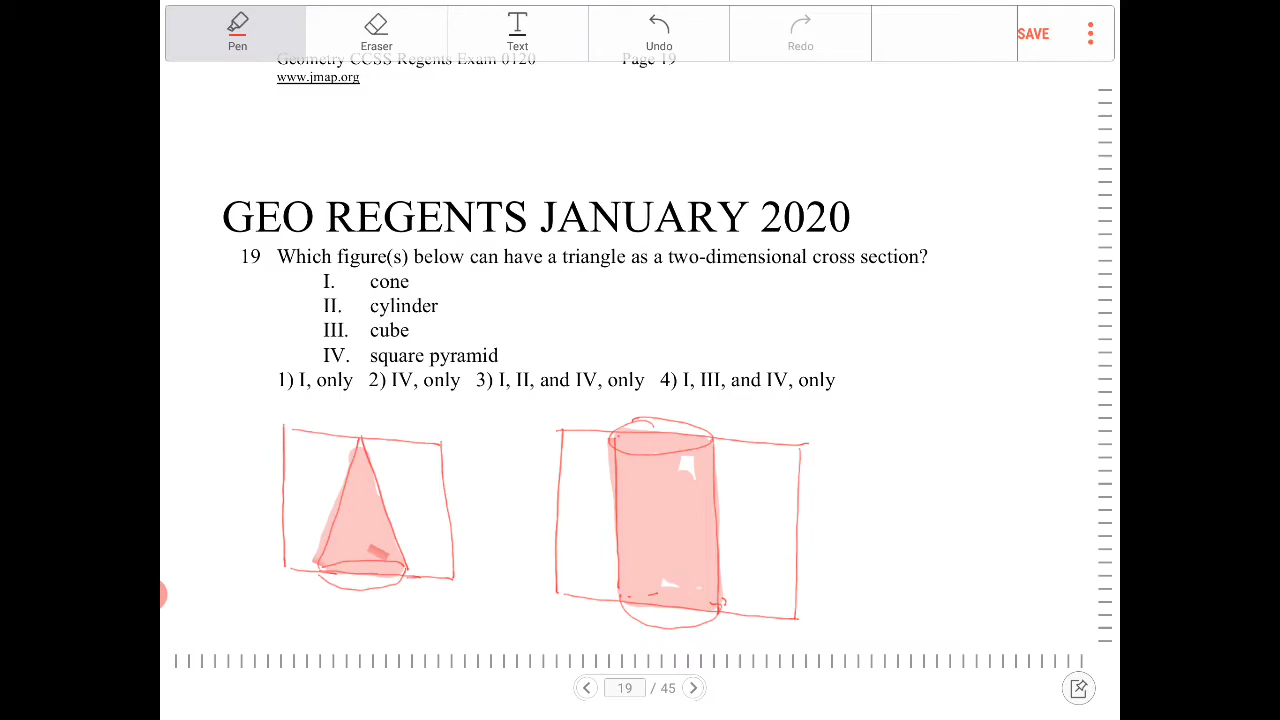 Pen
Eraser
Text
Undo
Redo
SAVE
Geometry CCSS Regents Exam 0120 Page 19
www.jmap.org
GEO REGENTS JANUARY 2020
19 Which figure(s) below can have a triangle as a two-dimensional cross section?
I. cone
II. cylinder
III. cube
IV. square pyramid
1) I, only 2) IV, only 3) I, II, and IV, only 4) I, III, and IV, only
19 / 45